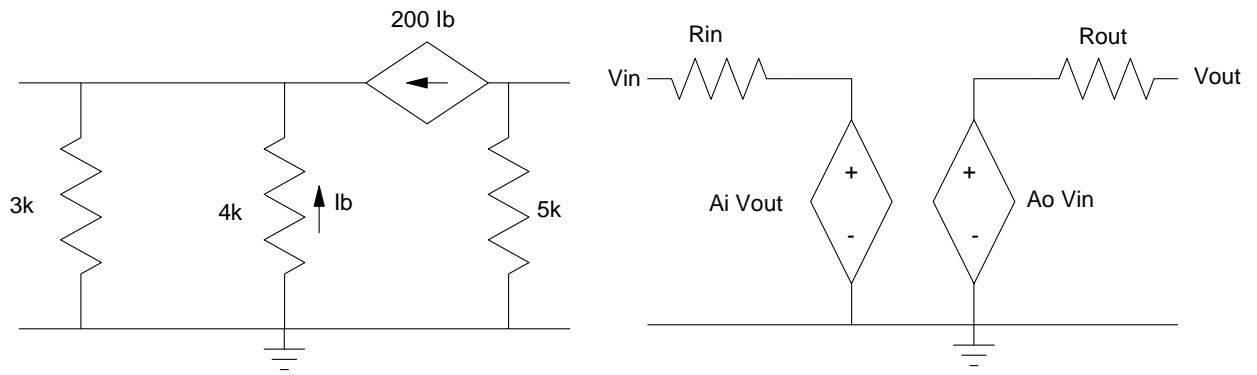 200 Ib
3k
4k
Ib
5k
Rin
Vin
Ai Vout
+
-
Rout
Vout
Ao Vin
+
-